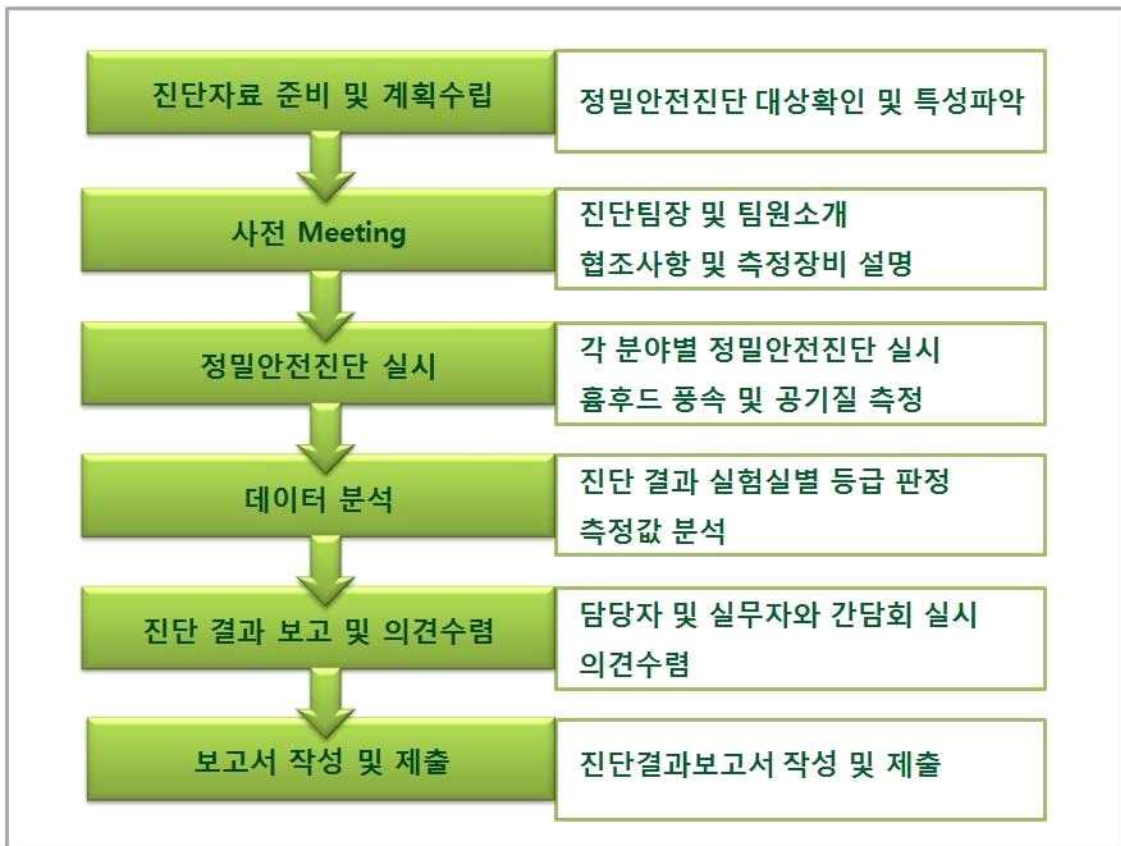 진단자료 준비 및 계획수립
정밀안전진단 대상확인 및 특성파악
사전 Meeting
진단팀장 및 팀원소개
협조사항 및 측정장비 설명
정밀안전진단 실시
각 분야별 정밀안전진단 실시
흄후드 풍속 및 공기질 측정
데이터 분석
진단 결과 실험실별 등급 판정
측정값 분석
진단 결과 보고 및 의견수렴
담당자 및 실무자와 간담회 실시
의견수렴
보고서 작성 및 제출
진단결과보고서 작성 및 제출